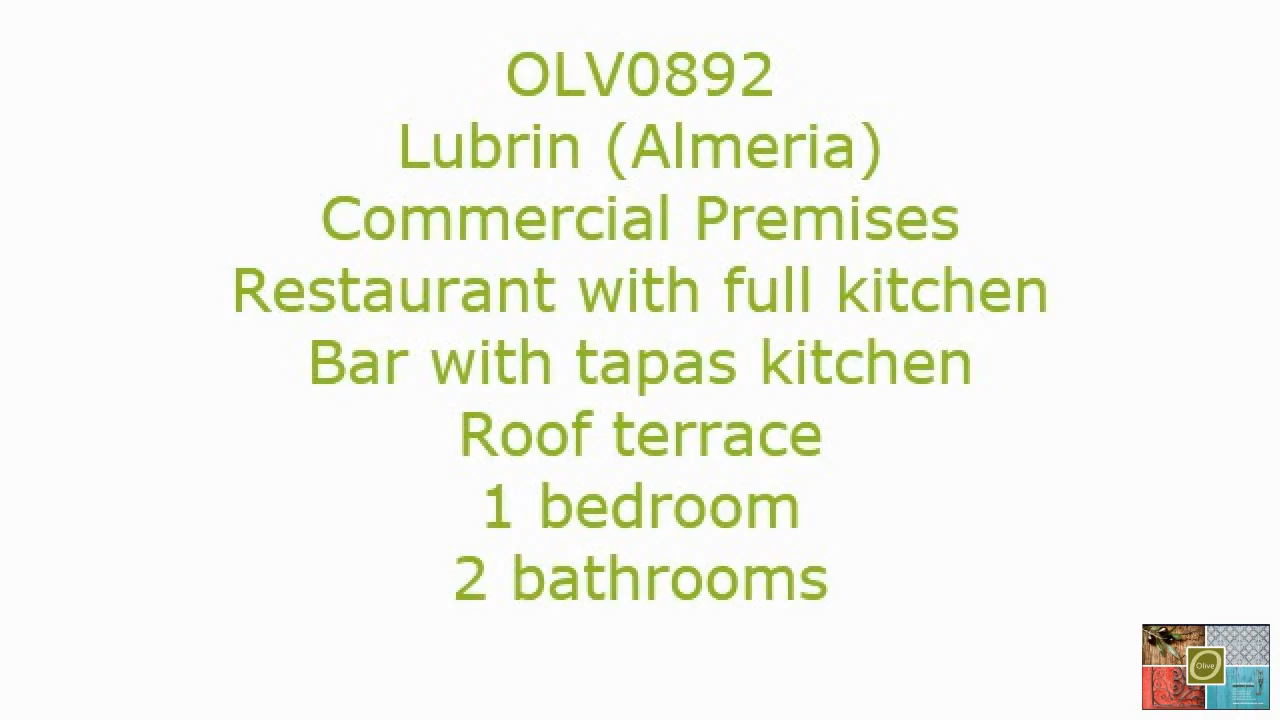 OLV0892
Lubrin (Almeria)
Commercial Premises
Restaurant with full kitchen
Bar with tapas kitchen
Roof terrace
1 bedroom
2 bathrooms
Olive